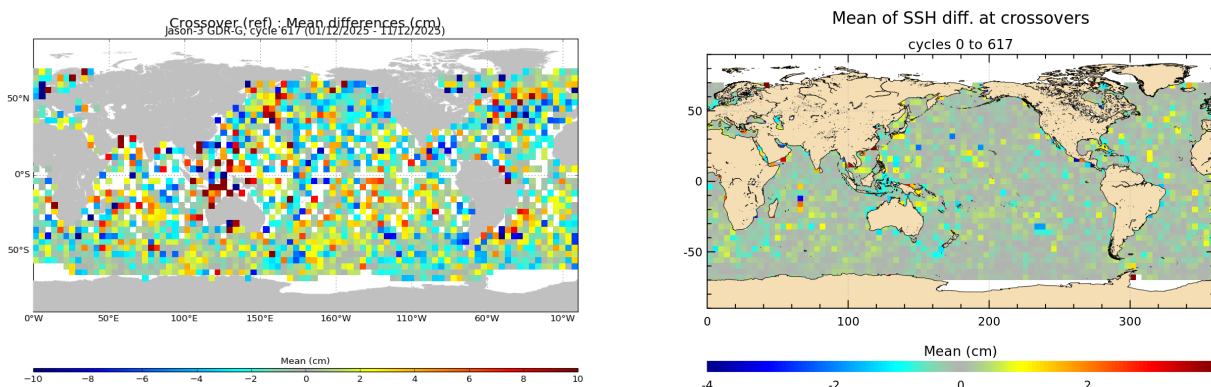 Crossover (ref) : Mean differences (cm)
Jason-3 GDR-G, cycle 617 (01/12/2025 - 11/12/2025)
50°N
0°S
50°S
0°W 50°E 100°E 150°E 160°W 110°W 60°W 10°W
Mean (cm)
−10 −8 −6 −4 −2 0 2 4 6 8 10
Mean of SSH diff. at crossovers
cycles 0 to 617
50
0
-50
0 100 200 300
Mean (cm)
-4 -2 0 2